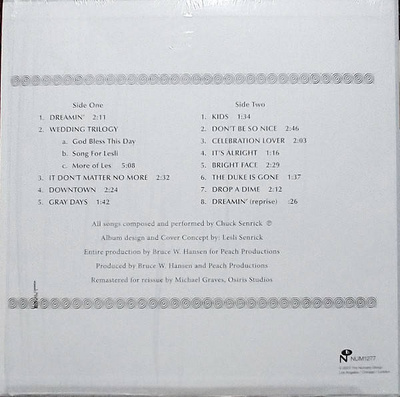 Side One
1. DREAMIN' 2:11
2. WEDDING TRILOGY
a. God Bless This Day
b. Song For Lesli
c. More of Les 5:08
3. IT DON'T MATTER NO MORE 2:32
4. DOWNTOWN 2:24
5. GRAY DAYS 1:42
Side Two
1. KIDS 1:34
2. DON'T BE SO NICE 2:46
3. CELEBRATION LOVER 2:03
4. IT'S ALRIGHT 1:16
5. BRIGHT FACE 2:29
6. THE DUKE IS GONE 1:37
7. DROP A DIME 2:12
8. DREAMIN' (reprise) :26
All songs composed and performed by Chuck Senrick ℗
Album design and Cover Concept by: Lesli Senrick
Entire production by Bruce W. Hansen for Peach Productions
Produced by Bruce W. Hansen and Peach Productions
Remastered for reissue by Michael Graves, Osiris Studios
N NUM1277
The Numero Group